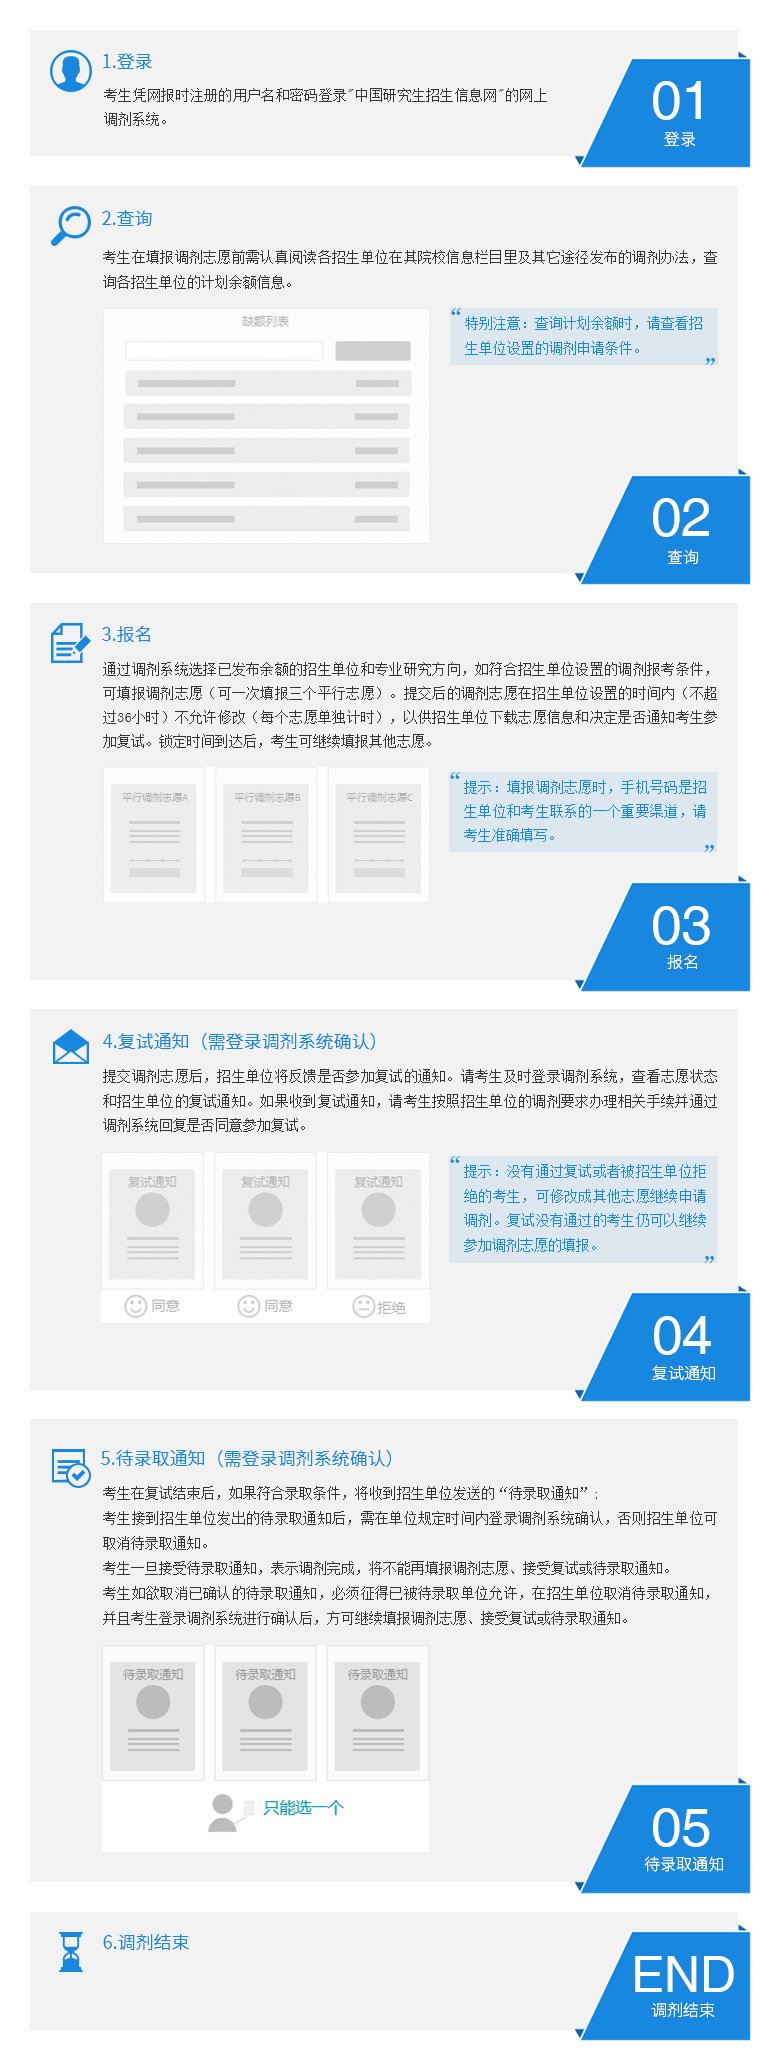 1.登录
考生凭网报时注册的用户名和密码登录"中国研究生招生信息网"的网上
调剂系统。
01
登录
2.查询
考生在填报调剂志愿前需认真阅读各招生单位在其院校信息栏目里及其它途径发布的调剂办法，查
询各招生单位的计划余额信息。
缺额列表
“
特别注意：查询计划余额时，请查看招
生单位设置的调剂申请条件。
”
02
查询
3.报名
通过调剂系统选择已发布余额的招生单位和专业研究方向，如符合招生单位设置的调剂报考条件，
可填报调剂志愿（可一次填报三个平行志愿）。提交后的调剂志愿在招生单位设置的时间内（不超
过36小时）不允许修改（每个志愿单独计时），以供招生单位下载志愿信息和决定是否通知考生参
加复试。锁定时间到达后，考生可继续填报其他志愿。
平行调剂志愿A
平行调剂志愿B
平行调剂志愿C
“
提示：填报调剂志愿时，手机号码是招
生单位和考生联系的一个重要渠道，请
考生准确填写。
”
03
报名
4.复试通知（需登录调剂系统确认）
提交调剂志愿后，招生单位将反馈是否参加复试的通知。请考生及时登录调剂系统，查看志愿状态
和招生单位的复试通知。如果收到复试通知，请考生按照招生单位的调剂要求办理相关手续并通过
调剂系统回复是否同意参加复试。
复试通知
复试通知
复试通知
同意
同意
拒绝
“
提示：没有通过复试或者被招生单位拒
绝的考生，可修改成其他志愿继续申请
调剂。复试没有通过的考生仍可以继续
参加调剂志愿的填报。
”
04
复试通知
5.待录取通知（需登录调剂系统确认）
考生在复试结束后，如果符合录取条件，将收到招生单位发送的“待录取通知”；
考生接到招生单位发出的待录取通知后，需在单位规定时间内登录调剂系统确认，否则招生单位可
取消待录取通知。
考生一旦接受待录取通知，表示调剂完成，将不能再填报调剂志愿、接受复试或待录取通知。
考生如欲取消已确认的待录取通知，必须征得已被待录取单位允许，在招生单位取消待录取通知，
并且考生登录调剂系统进行确认后，方可继续填报调剂志愿、接受复试或待录取通知。
待录取通知
待录取通知
待录取通知
只能选一个
05
待录取通知
6.调剂结束
END
调剂结束